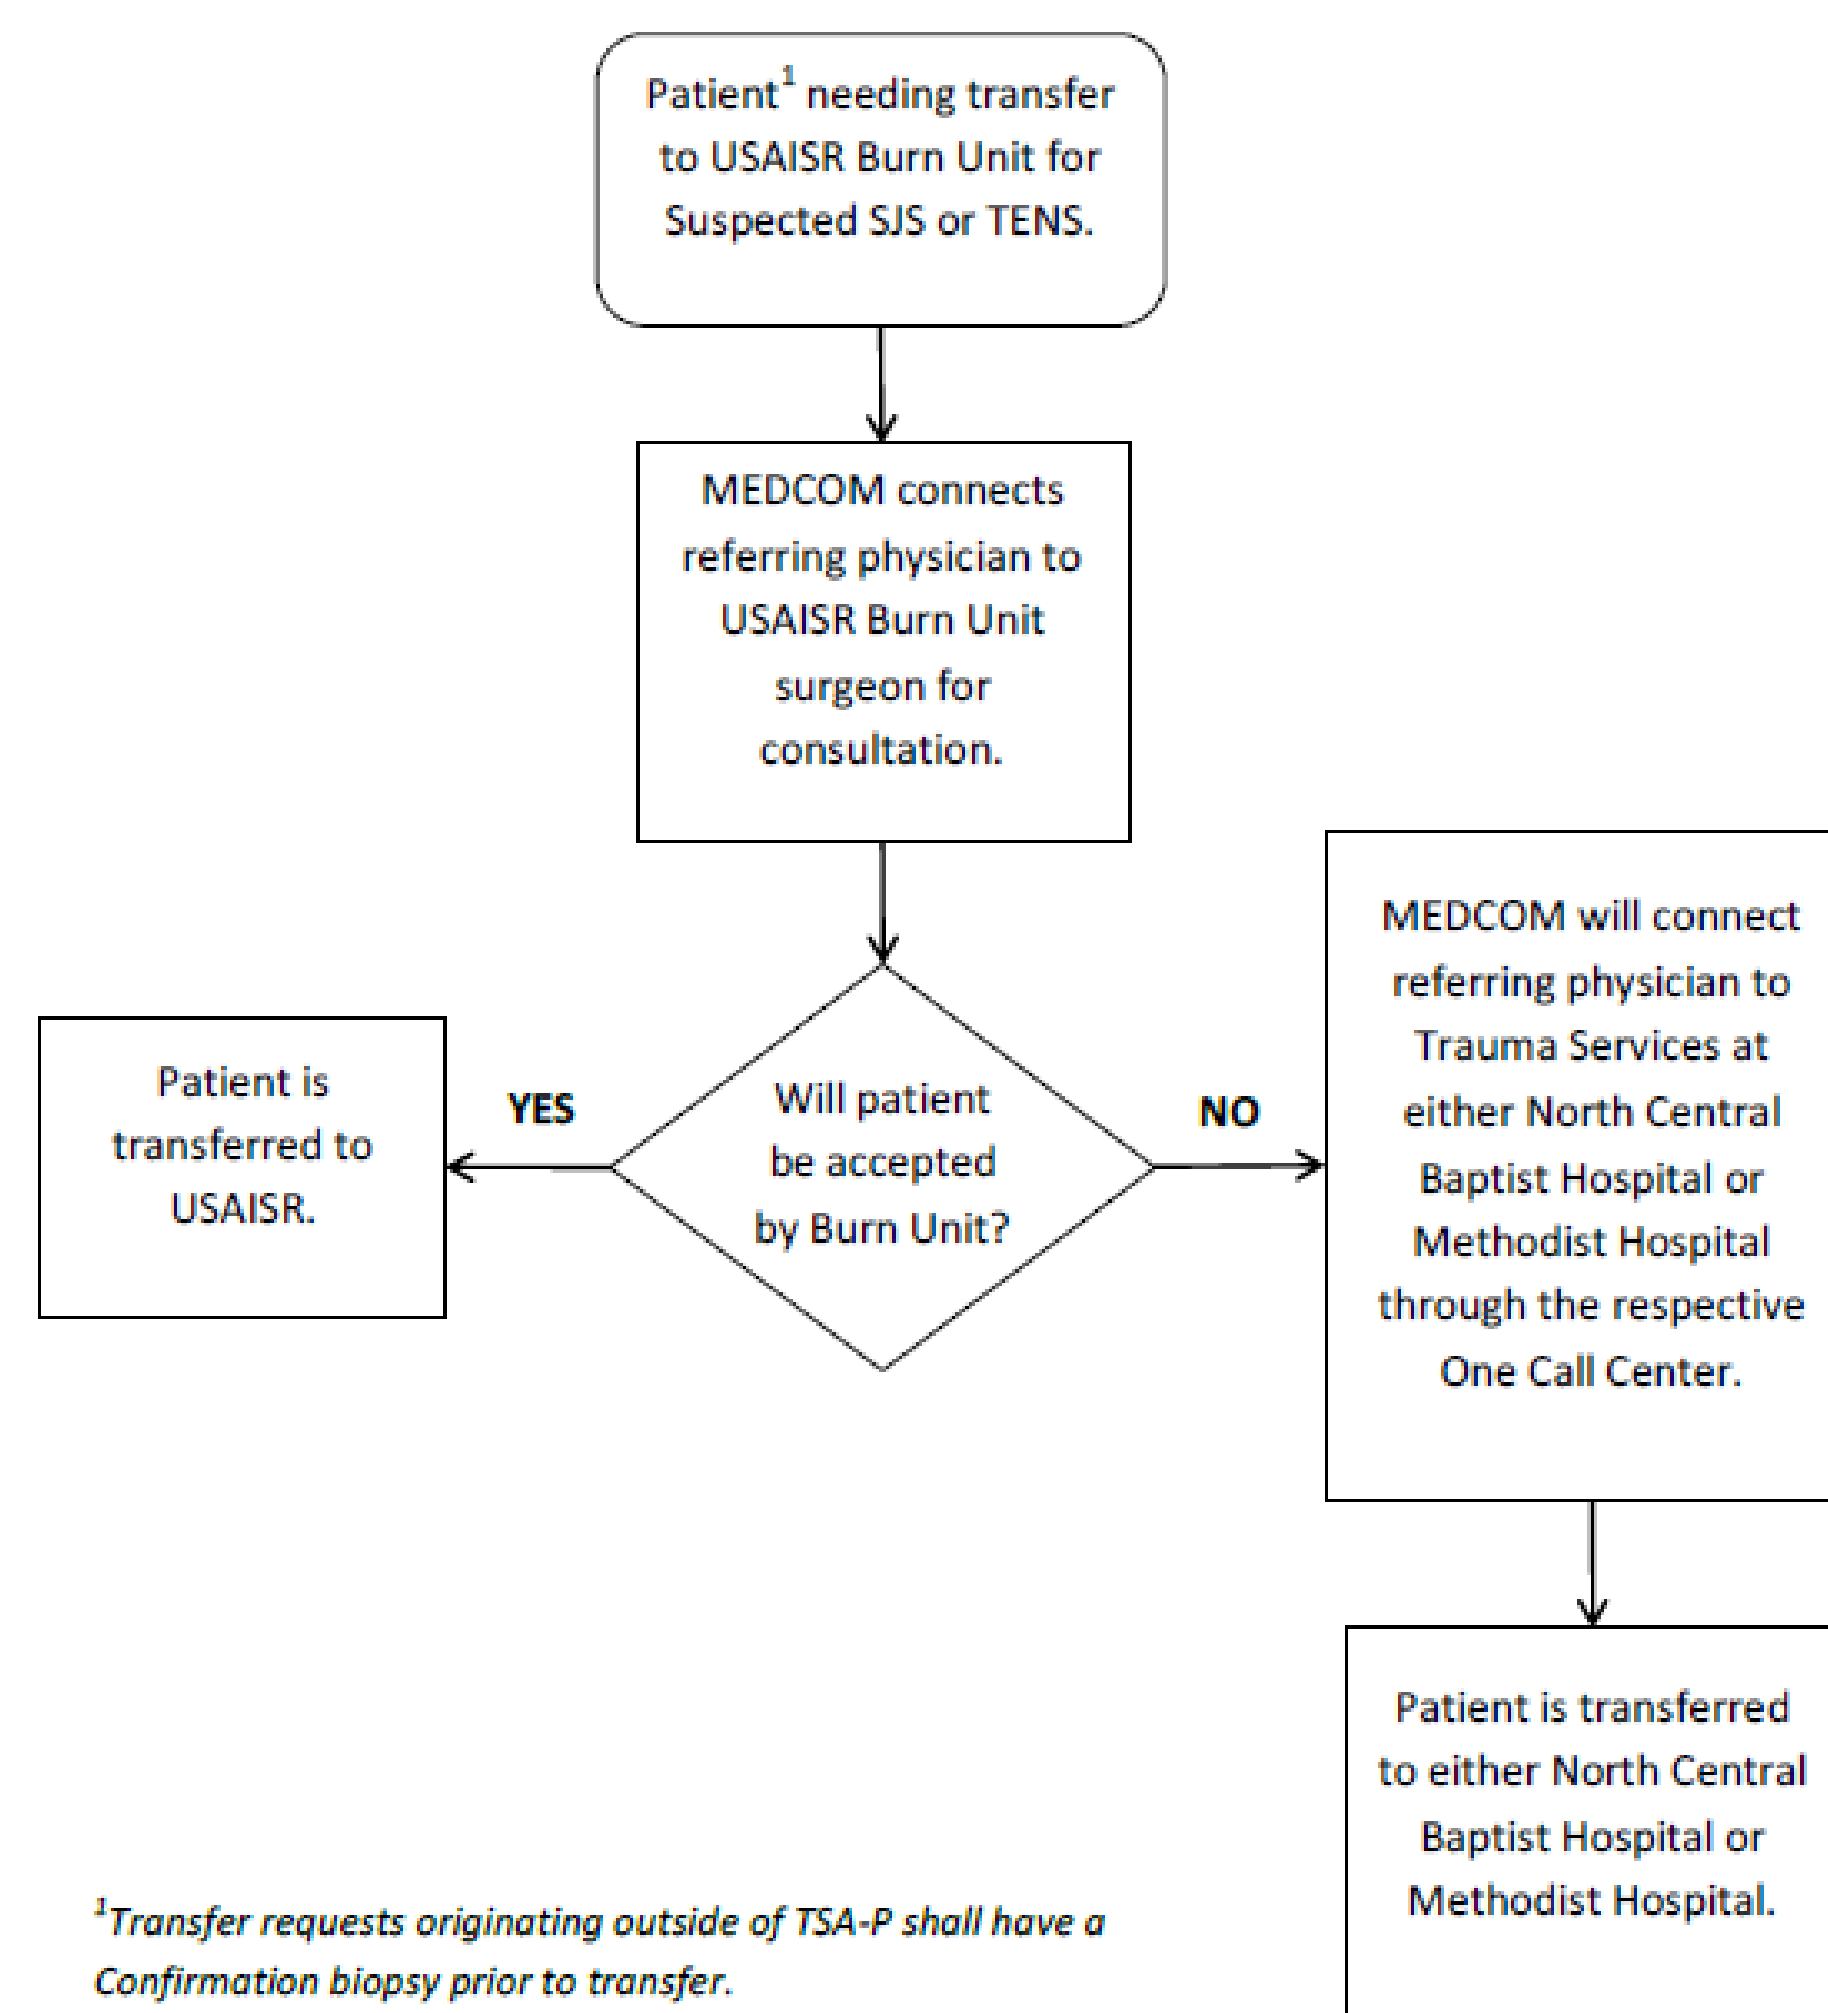 Patient1 needing transfer
to USAISR Burn Unit for
Suspected SJS or TENS.
MEDCOM connects
referring physician to
USAISR Burn Unit
surgeon for
consultation.
Will patient
be accepted
by Burn Unit?
YES
Patient is
transferred to
USAISR.
NO
MEDCOM will connect
referring physician to
Trauma Services at
either North Central
Baptist Hospital or
Methodist Hospital
through the respective
One Call Center.
Patient is transferred
to either North Central
Baptist Hospital or
Methodist Hospital.
1Transfer requests originating outside of TSA-P shall have a
Confirmation biopsy prior to transfer.